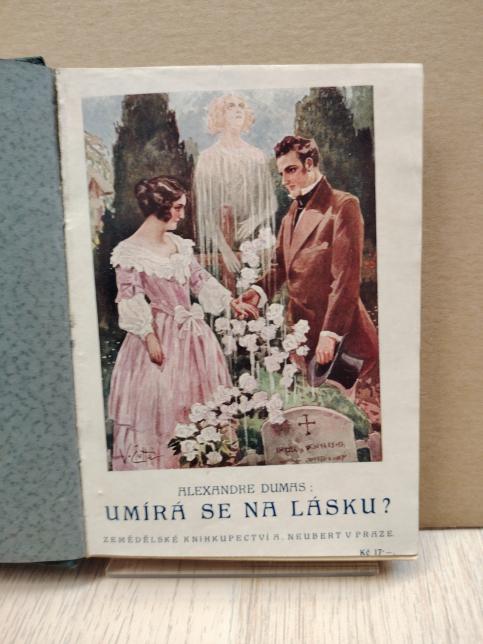 ALEXANDRE DUMAS:
UMÍRÁ SE NA LÁSKU?
ZEMĚDĚLSKÉ KNIHKUPECTVÍ A. NEUBERT V PRAZE.
Kč 17·—.